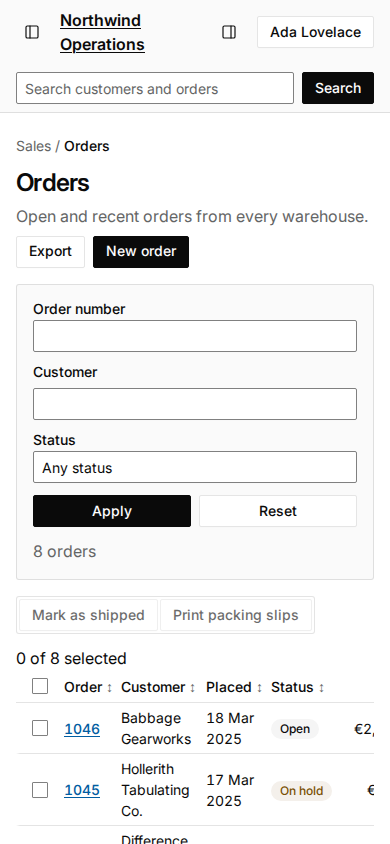 Northwind
Operations
Ada Lovelace
Search customers and orders
Search
Sales / Orders
Orders
Open and recent orders from every warehouse.
Export
New order
Order number
Customer
Status
Any status
Apply
Reset
8 orders
Mark as shipped
Print packing slips
0 of 8 selected
Order ↕ Customer ↕ Placed ↕ Status ↕
1046 Babbage Gearworks 18 Mar 2025 Open €2,
1045 Hollerith Tabulating Co. 17 Mar 2025 On hold €
Difference